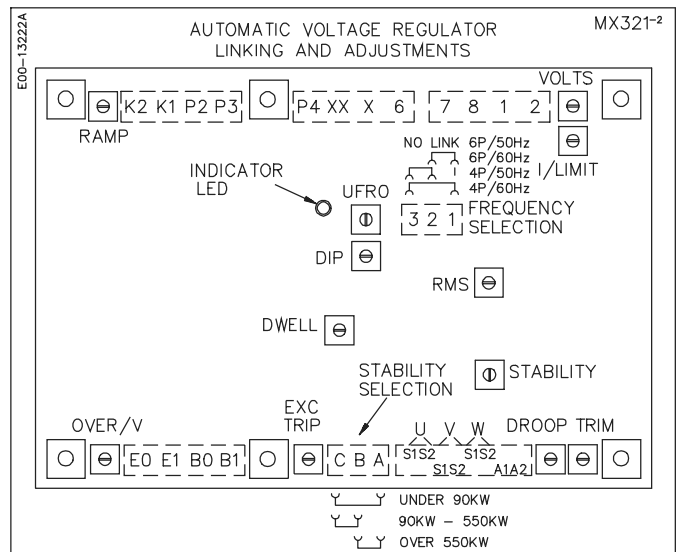 E00-13222A
AUTOMATIC VOLTAGE REGULATOR
LINKING AND ADJUSTMENTS
MX321-2
VOLTS
K2 K1 P2 P3
P4 XX X 6
7 8 1 2
RAMP
NO LINK 6P/50Hz
6P/60Hz
4P/50Hz
4P/60Hz
I/LIMIT
INDICATOR
LED
UFRO
3 2 1
FREQUENCY
SELECTION
DIP
RMS
DWELL
STABILITY
SELECTION
STABILITY
EXC
TRIP
OVER/V
U V W
DROOP TRIM
E0 E1 B0 B1
C B A
S1S2 S1S2
S1S2 A1A2
UNDER 90KW
90KW - 550KW
OVER 550KW